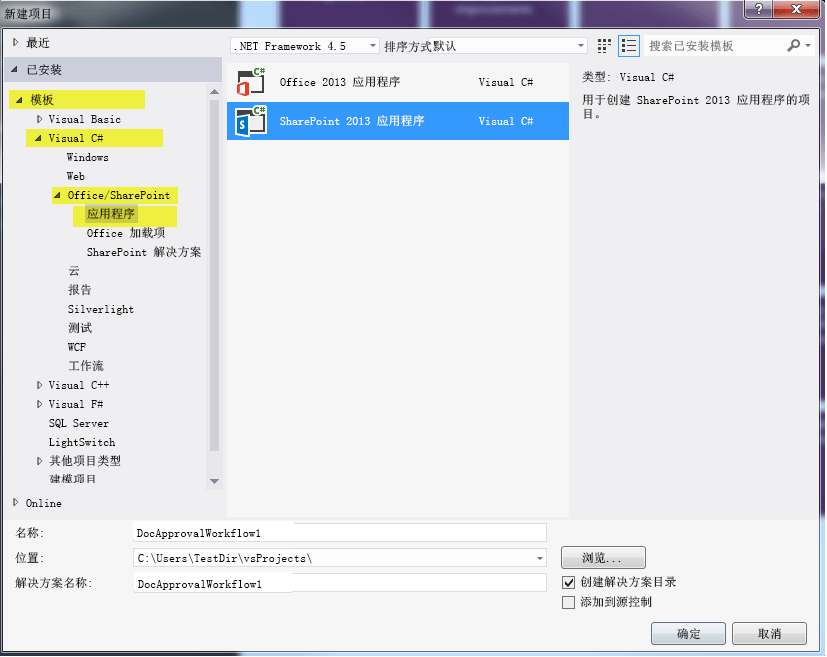 新建项目
最近
已安装
模板
Visual Basic
Visual C#
Windows
Web
Office/SharePoint
应用程序
Office 加载项
SharePoint 解决方案
云
报告
Silverlight
测试
WCF
工作流
Visual C++
Visual F#
SQL Server
LightSwitch
其他项目类型
建模项目
Online
.NET Framework 4.5 排序方式默认
搜索已安装模板
Office 2013 应用程序 Visual C#
SharePoint 2013 应用程序 Visual C#
类型: Visual C#
用于创建 SharePoint 2013 应用程序的项
目。
名称: DocApprovalWorkflow1
位置: C:\Users\TestDir\vsProjects\ 浏览...
解决方案名称: DocApprovalWorkflow1
创建解决方案目录
添加到源控制
确定 取消